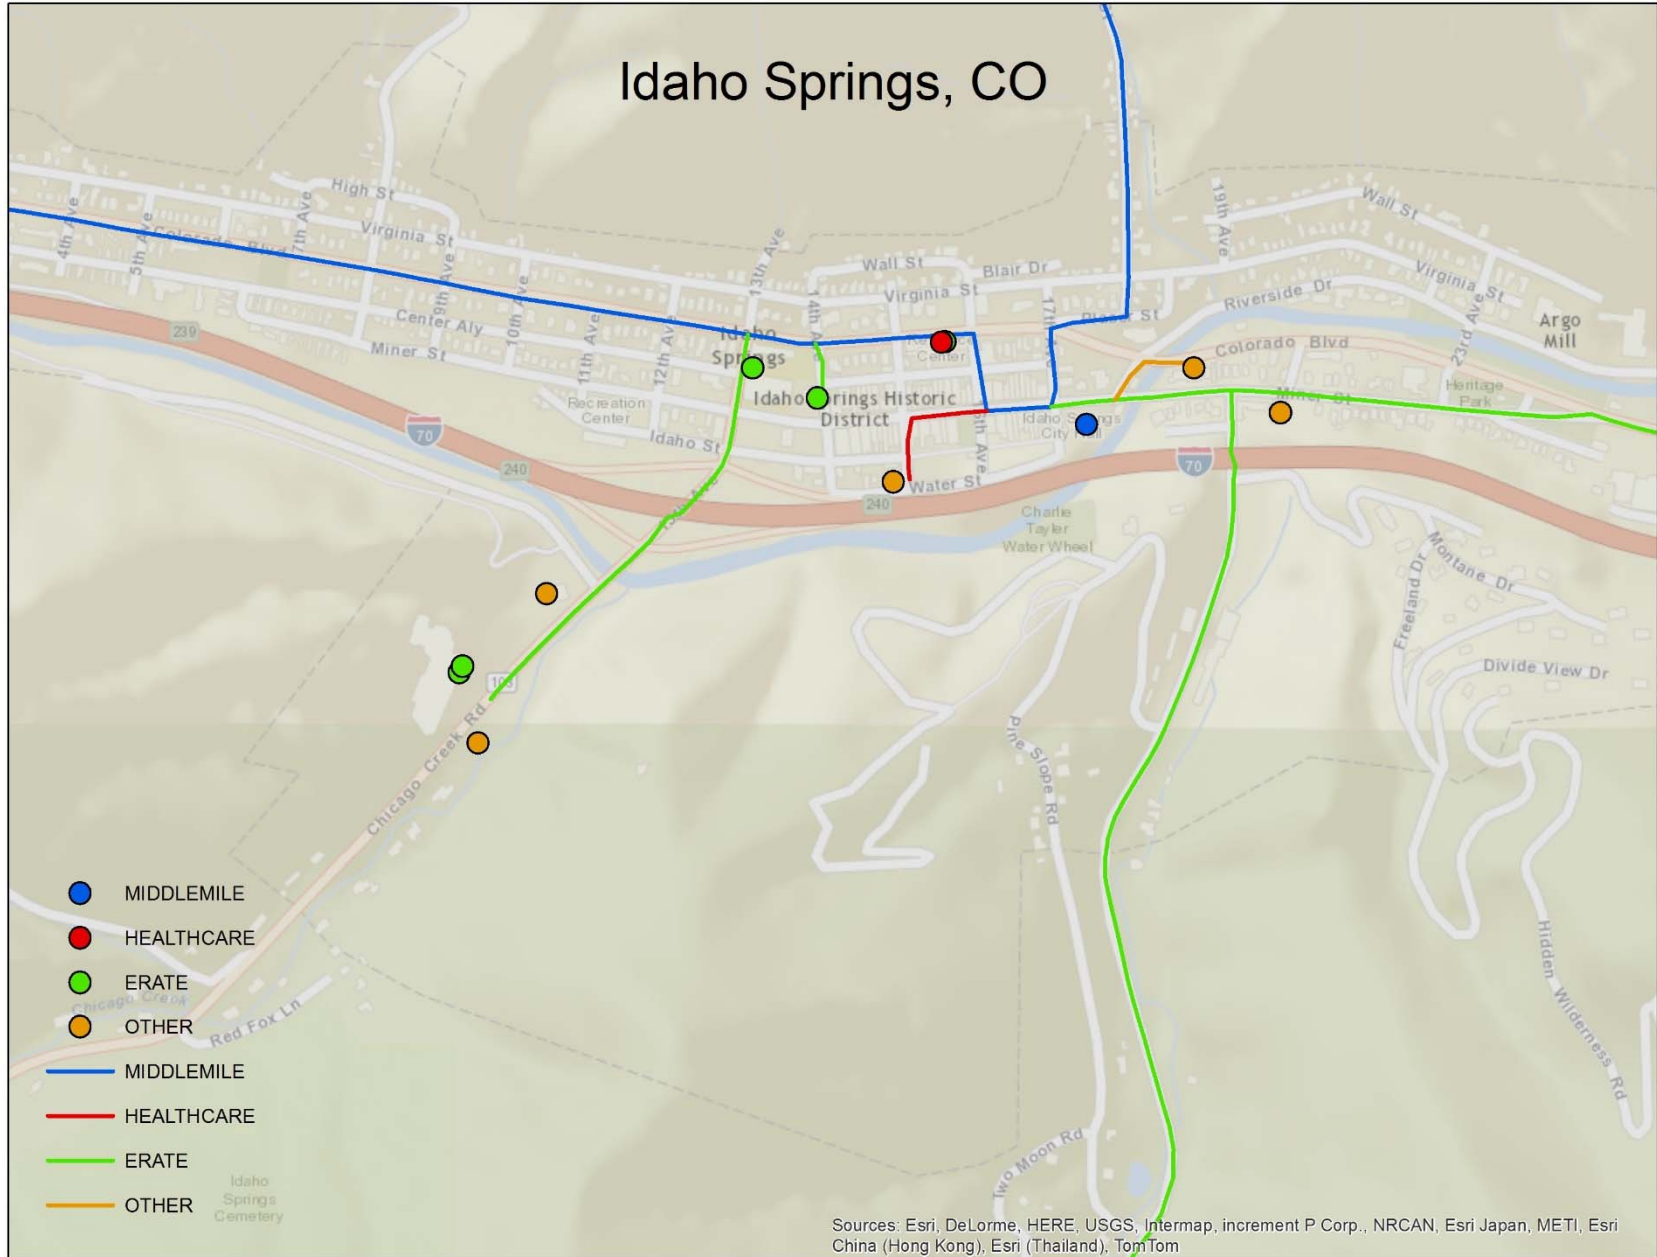 Idaho Springs, CO
High St
Wall St
19th Ave
4th Ave
5th Ave
7th Ave
Virginia St
Colorado Blvd
13th Ave
Wall St
Blair Dr
Virginia St
Virginia St
Riverside Dr
9th Ave
10th Ave
14th Ave
17th Ave
Placer St
23rd Ave
Argo
Mill
239
Center Aly
Miner St
11th Ave
12th Ave
Idaho
Springs
Center
Colorado Blvd
Heritage
Park
Miner St
Recreation
Center
Idaho Springs Historic
District
Idaho Springs
City Hall
70
Idaho St
240
70
Water St
240
13th Ave
Charlie
Tayler
Water Wheel
Montane Dr
Freeland Dr
Divide View Dr
103
Chicago Creek Rd
Pine Slope Rd
Hidden Wilderness Rd
Chicago Creek
Red Fox Ln
Two Moon Rd
Idaho
Springs
Cemetery
MIDDLEMILE
HEALTHCARE
ERATE
OTHER
MIDDLEMILE
HEALTHCARE
ERATE
OTHER
Sources: Esri, DeLorme, HERE, USGS, Intermap, increment P Corp., NRCAN, Esri Japan, METI, Esri
China (Hong Kong), Esri (Thailand), TomTom